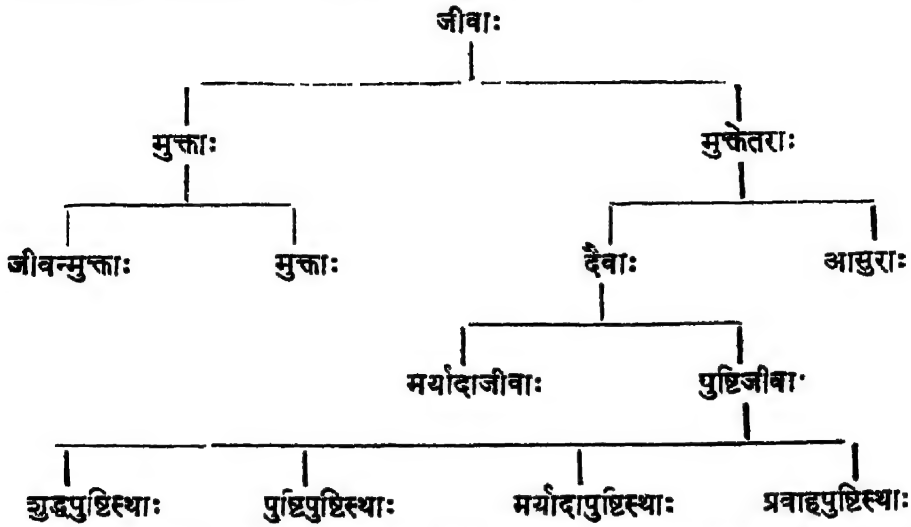 जीवाः
मुक्ताः मुक्तेतराः
जीवन्मुक्ताः मुक्ताः दैवाः आसुराः
मर्यादाजीवाः पुष्टिजीवाः
शुद्धपुष्टिस्थाः पुष्टिपुष्टिस्थाः मर्यादापुष्टिस्थाः प्रवाहपुष्टिस्थाः